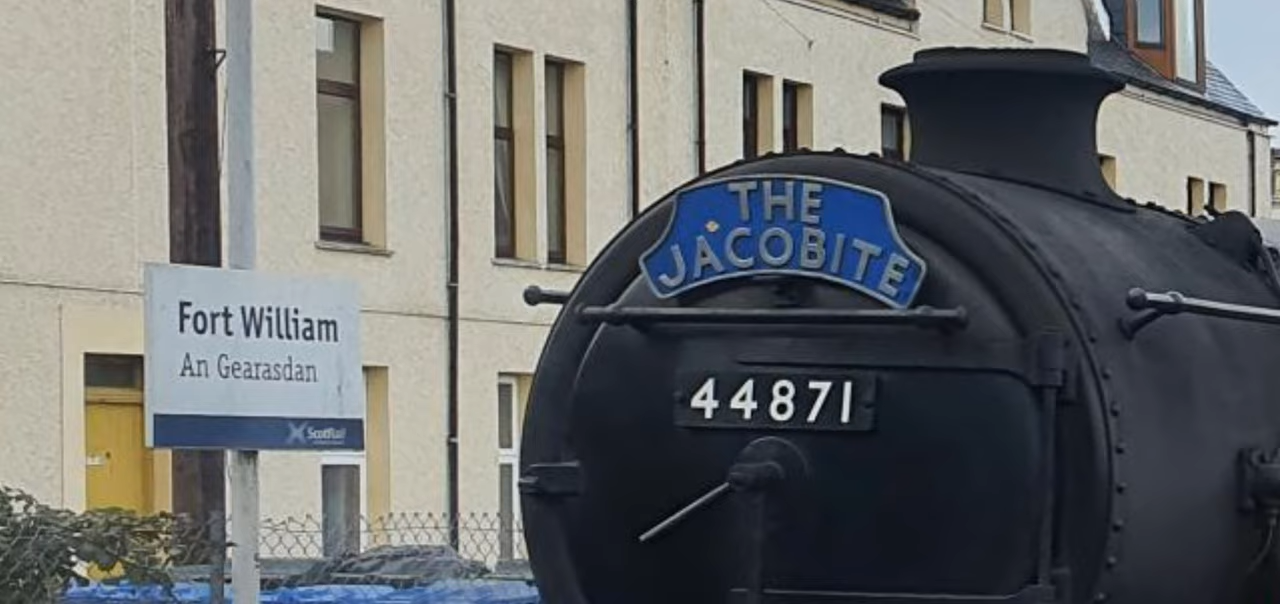 Fort William
An Gearasdan
ScotRail
THE
JACOBITE
44871